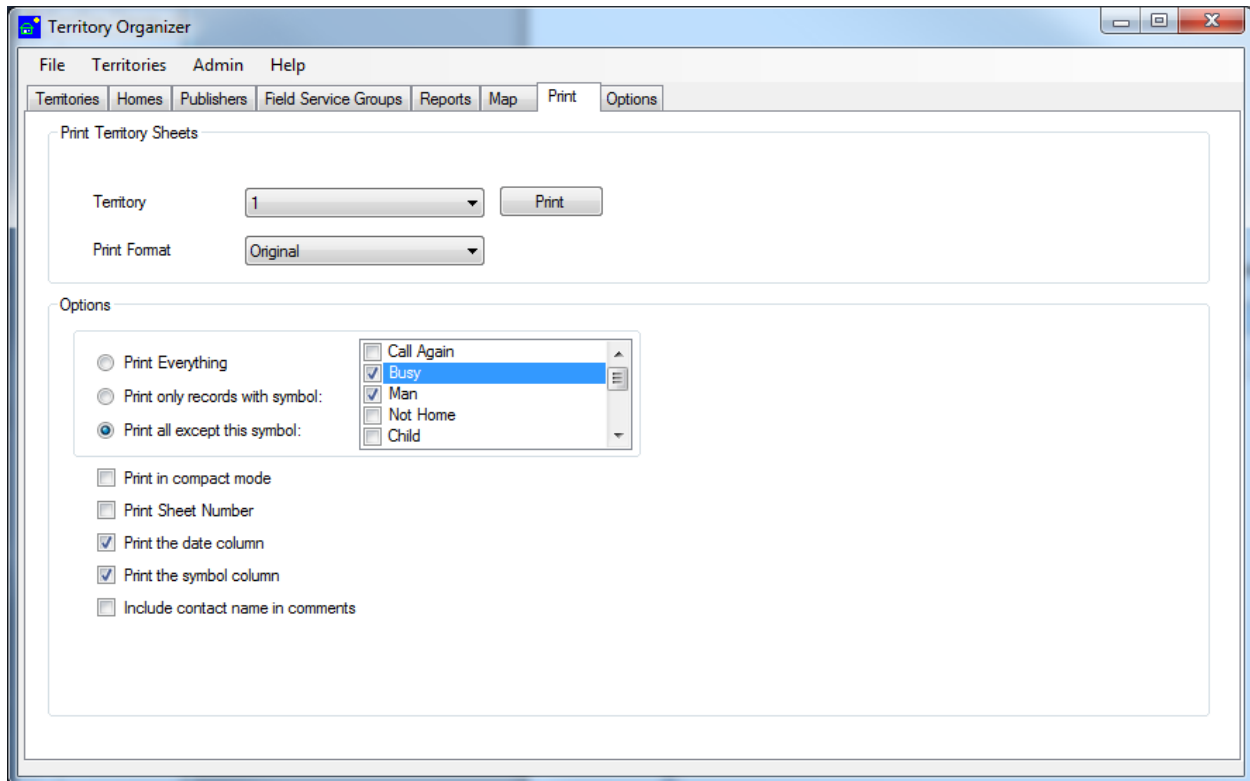 Territory Organizer
File Territories Admin Help
Territories Homes Publishers Field Service Groups Reports Map Print Options
Print Territory Sheets
Territory 1 Print
Print Format Original
Options
Print Everything
Print only records with symbol:
Print all except this symbol:
Call Again
Busy
Man
Not Home
Child
Print in compact mode
Print Sheet Number
Print the date column
Print the symbol column
Include contact name in comments